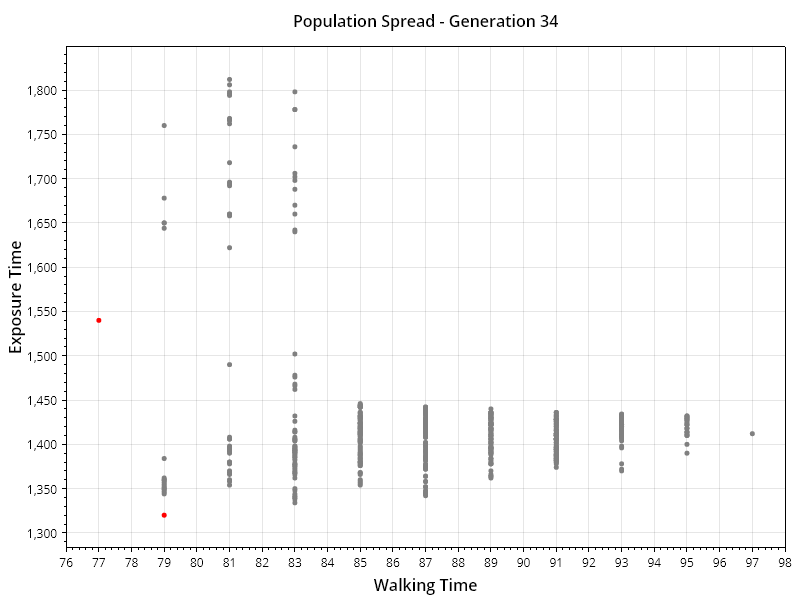 Population Spread - Generation 34
Exposure Time
1,800
1,750
1,700
1,650
1,600
1,550
1,500
1,450
1,400
1,350
1,300
76 77 78 79 80 81 82 83 84 85 86 87 88 89 90 91 92 93 94 95 96 97 98
Walking Time